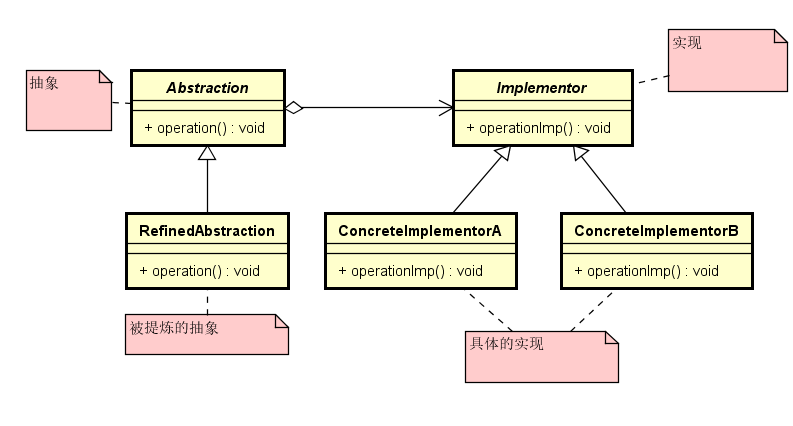 实现
抽象
Abstraction
+ operation() : void
Implementor
+ operationImp() : void
RefinedAbstraction
+ operation() : void
ConcreteImplementorA
+ operationImp() : void
ConcreteImplementorB
+ operationImp() : void
被提炼的抽象
具体的实现